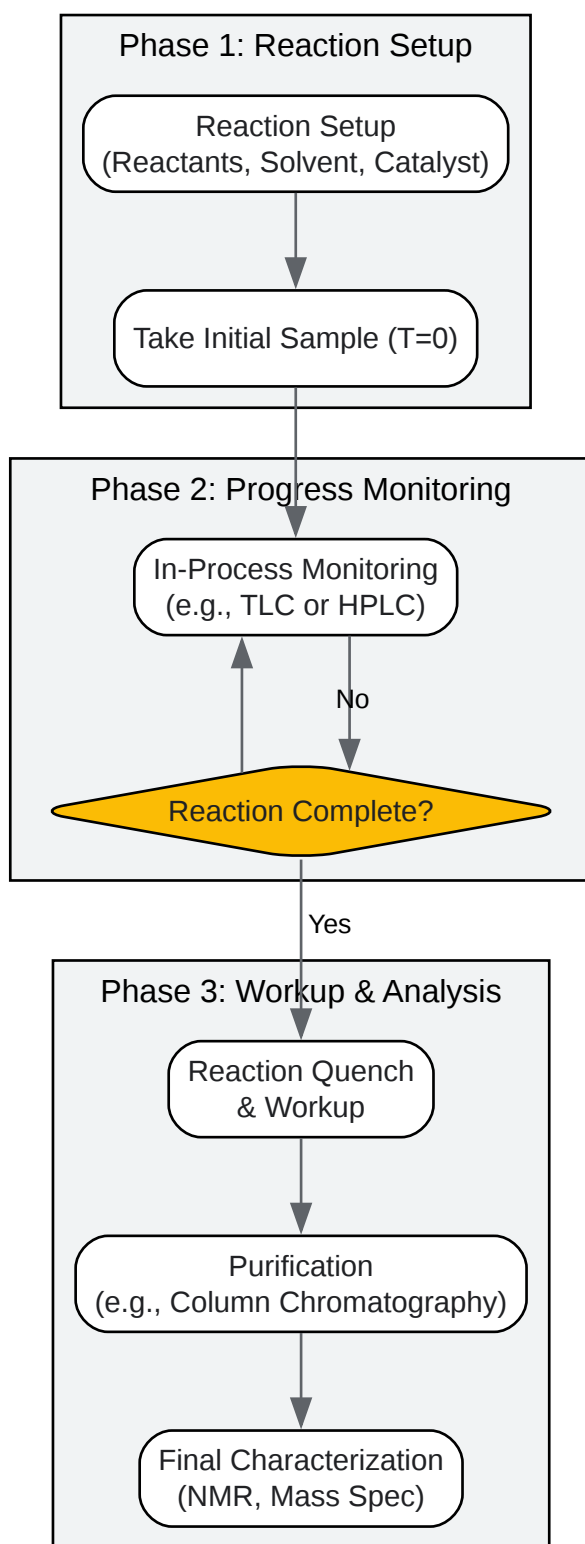 Phase 1: Reaction Setup
Reaction Setup
(Reactants, Solvent, Catalyst)
Take Initial Sample (T=0)
Phase 2: Progress Monitoring
In-Process Monitoring
(e.g., TLC or HPLC)
No
Reaction Complete?
Yes
Phase 3: Workup & Analysis
Reaction Quench
& Workup
Purification
(e.g., Column Chromatography)
Final Characterization
(NMR, Mass Spec)